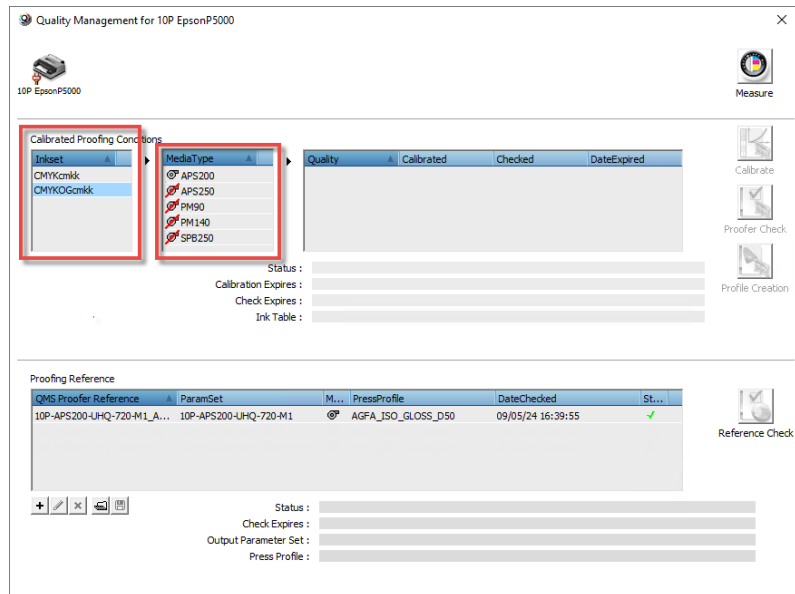 Quality Management for 10P EpsonP5000
10P EpsonP5000
Measure
Calibrated Proofing Conditions
Inkset
CMYKcmkk
CMYKOGcmkk
MediaType
APS200
APS250
PM90
PM140
SPB250
Quality Calibrated Checked DateExpired
Calibrate
Proofer Check
Profile Creation
Status :
Calibration Expires :
Check Expires :
Ink Table :
Proofing Reference
QMS Proofer Reference ParamSet M... PressProfile DateChecked St...
10P-APS200-UHQ-720-M1_A... 10P-APS200-UHQ-720-M1 AGFA_ISO_GLOSS_D50 09/05/24 16:39:55
Reference Check
Status :
Check Expires :
Output Parameter Set :
Press Profile :